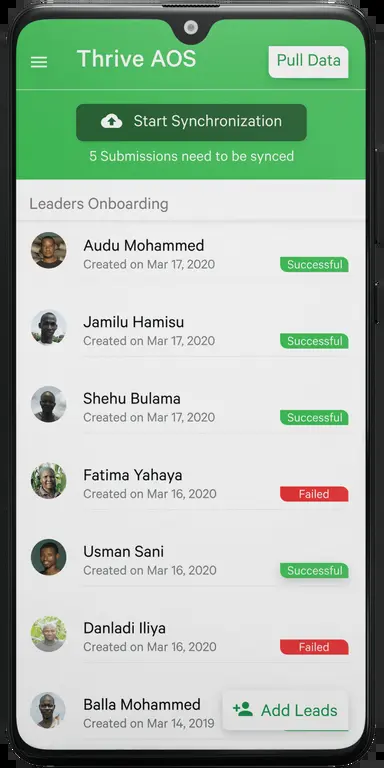 Thrive AOS
Pull Data
Start Synchronization
5 Submissions need to be synced
Leaders Onboarding
Audu Mohammed
Created on Mar 17, 2020
Successful
Jamilu Hamisu
Created on Mar 17, 2020
Successful
Shehu Bulama
Created on Mar 17, 2020
Successful
Fatima Yahaya
Created on Mar 16, 2020
Failed
Usman Sani
Created on Mar 16, 2020
Successful
Danladi Iliya
Created on Mar 16, 2020
Failed
Balla Mohammed
Created on Mar 14, 2019
Add Leads